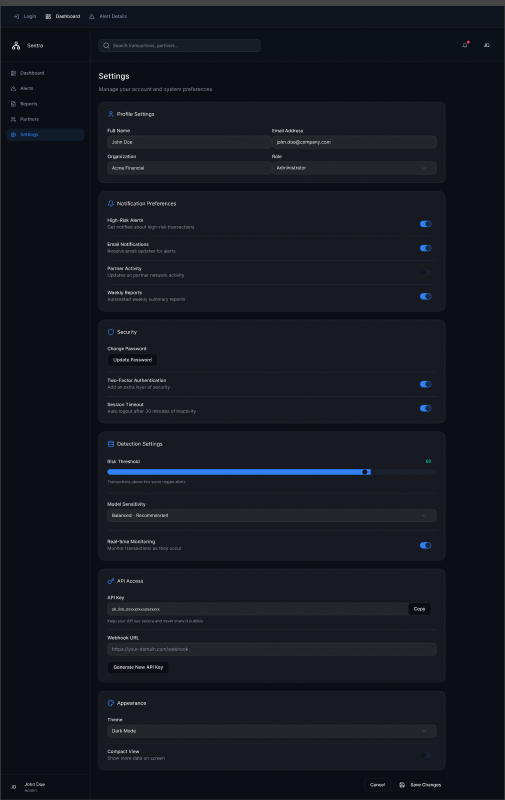 Login
Dashboard
Alert Details
Sentra
Search transactions, partners...
JD
Dashboard
Alerts
Reports
Partners
Settings
Settings
Manage your account and system preferences
Profile Settings
Full Name
Email Address
John Doe
john.doe@company.com
Organization
Role
Acme Financial
Administrator
Notification Preferences
High-Risk Alerts
Get notified about high-risk transactions
Email Notifications
Receive email updates for alerts
Partner Activity
Updates on partner network activity
Weekly Reports
Automated weekly summary reports
Security
Change Password
Update Password
Two-Factor Authentication
Add an extra layer of security
Session Timeout
Auto logout after 30 minutes of inactivity
Detection Settings
Risk Threshold
Transactions above this score trigger alerts
Model Sensitivity
Balanced - Recommended
Real-time Monitoring
Monitor transactions as they occur
API Access
API Key
Copy
Keep your API key secure and never share it publicly
Webhook URL
https://your-domain.com/webhook
Generate New API Key
Appearance
Theme
Dark Mode
Compact View
Show more data on screen
JD
John Doe
Admin
Cancel
Save Changes